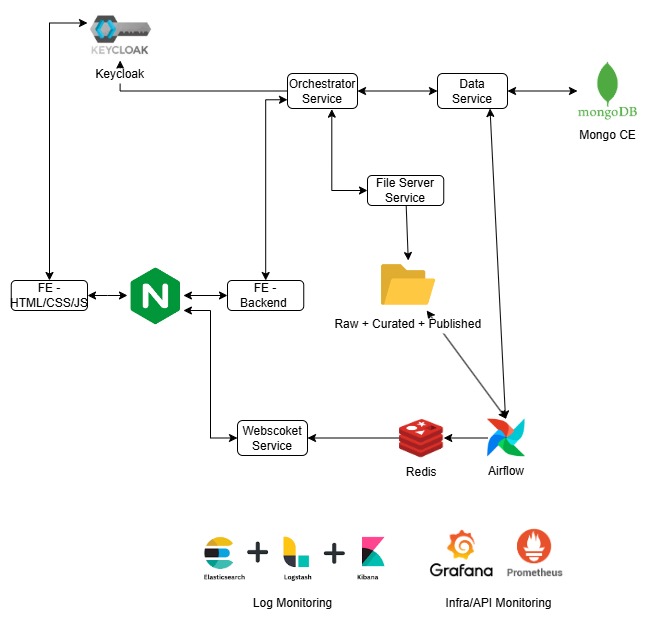 KEYCLOAK
Keycloak
Orchestrator
Service
Data
Service
mongoDB
Mongo CE
File Server
Service
FE -
HTML/CSS/JS
N
FE -
Backend
Raw + Curated + Published
Webscoket
Service
Redis
Airflow
Elasticsearch
+
Logstash
+
Kibana
Grafana
Prometheus
Log Monitoring
Infra/API Monitoring